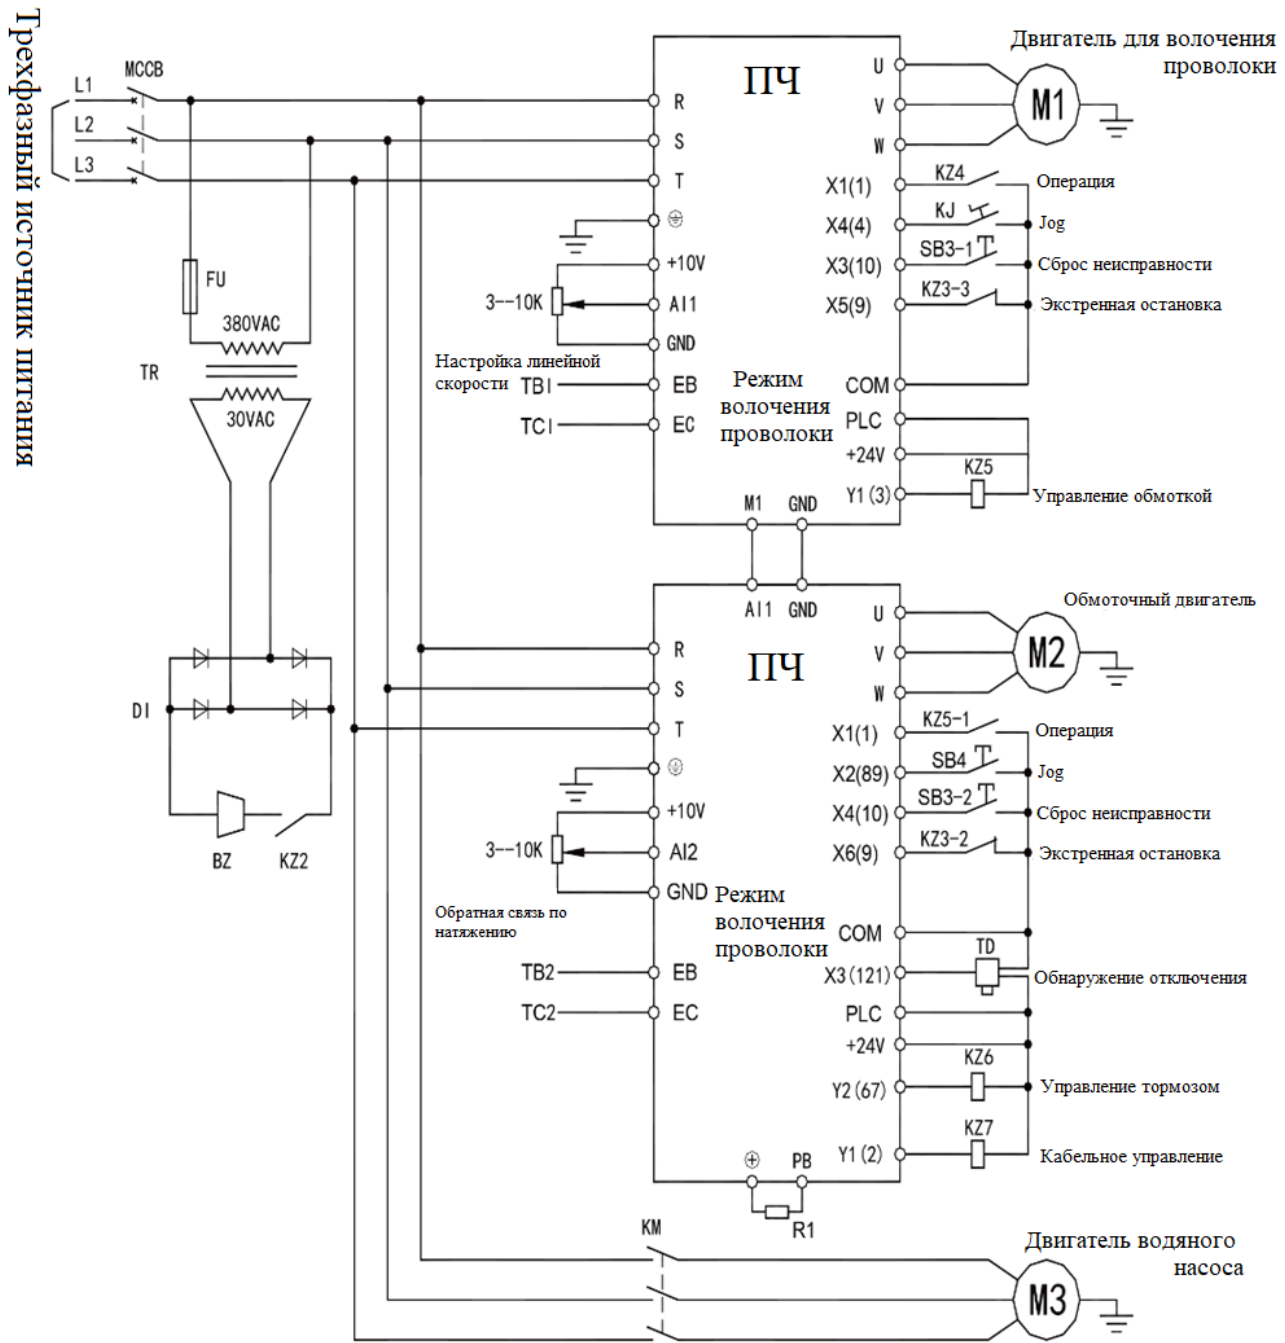 Трехфазный источник питания
MCCB
L1
L2
L3
FU
380VAC
TR
30VAC
DI
BZ
KZ2
ПЧ
R
S
T
+10V
3--10K
AI1
GND
Настройка линейной
скорости
TBI
EB
TCI
EC
Режим
волочения
проволоки
U
V
W
Двигатель для волочения
проволоки
M1
X1(1)
KZ4
Операция
X4(4)
KJ
Jog
X3(10)
SB3-1
Сброс неисправности
X5(9)
KZ3-3
Экстренная остановка
COM
PLC
+24V
KZ5
Y1(3)
Управление обмоткой
M1
GND
AI1
GND
ПЧ
R
S
T
+10V
3--10K
AI2
GND
Обратная связь по
натяжению
TB2
EB
TC2
EC
Режим
волочения
проволоки
U
V
W
Обмоточный двигатель
M2
X1(1)
KZ5-1
Операция
X2(89)
SB4
Jog
X4(10)
SB3-2
Сброс неисправности
X6(9)
KZ3-2
Экстренная остановка
COM
TD
X3(121)
Обнаружение отключения
PLC
+24V
KZ6
Y2(67)
Управление тормозом
KZ7
Y1(2)
Кабельное управление
PB
R1
KM
Двигатель водяного
насоса
M3